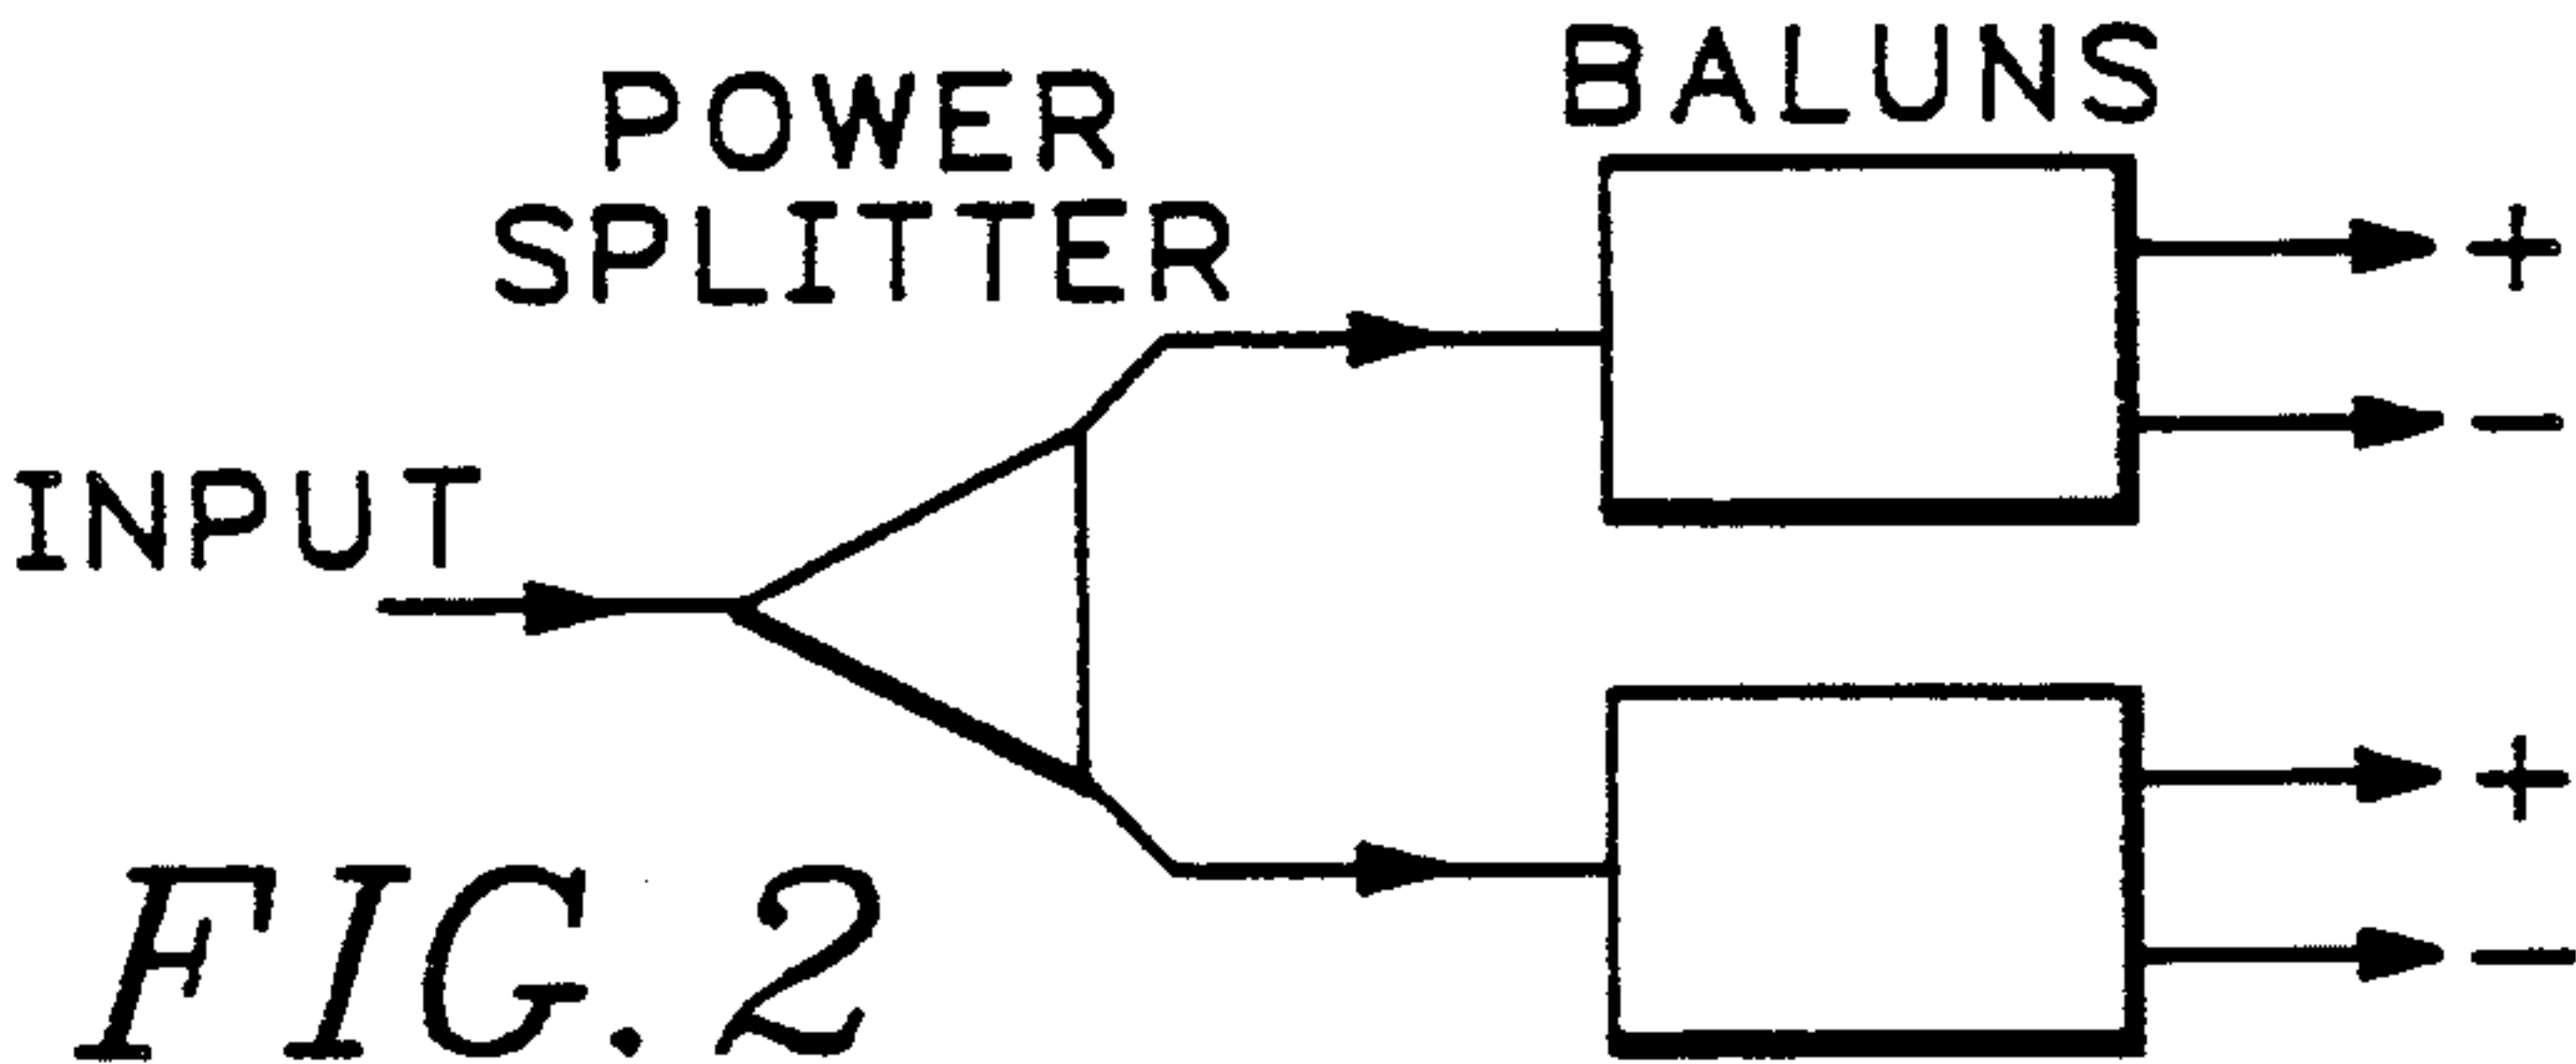 BALUNS
POWER
SPLITTER
+
−
INPUT
+
−
FIG. 2